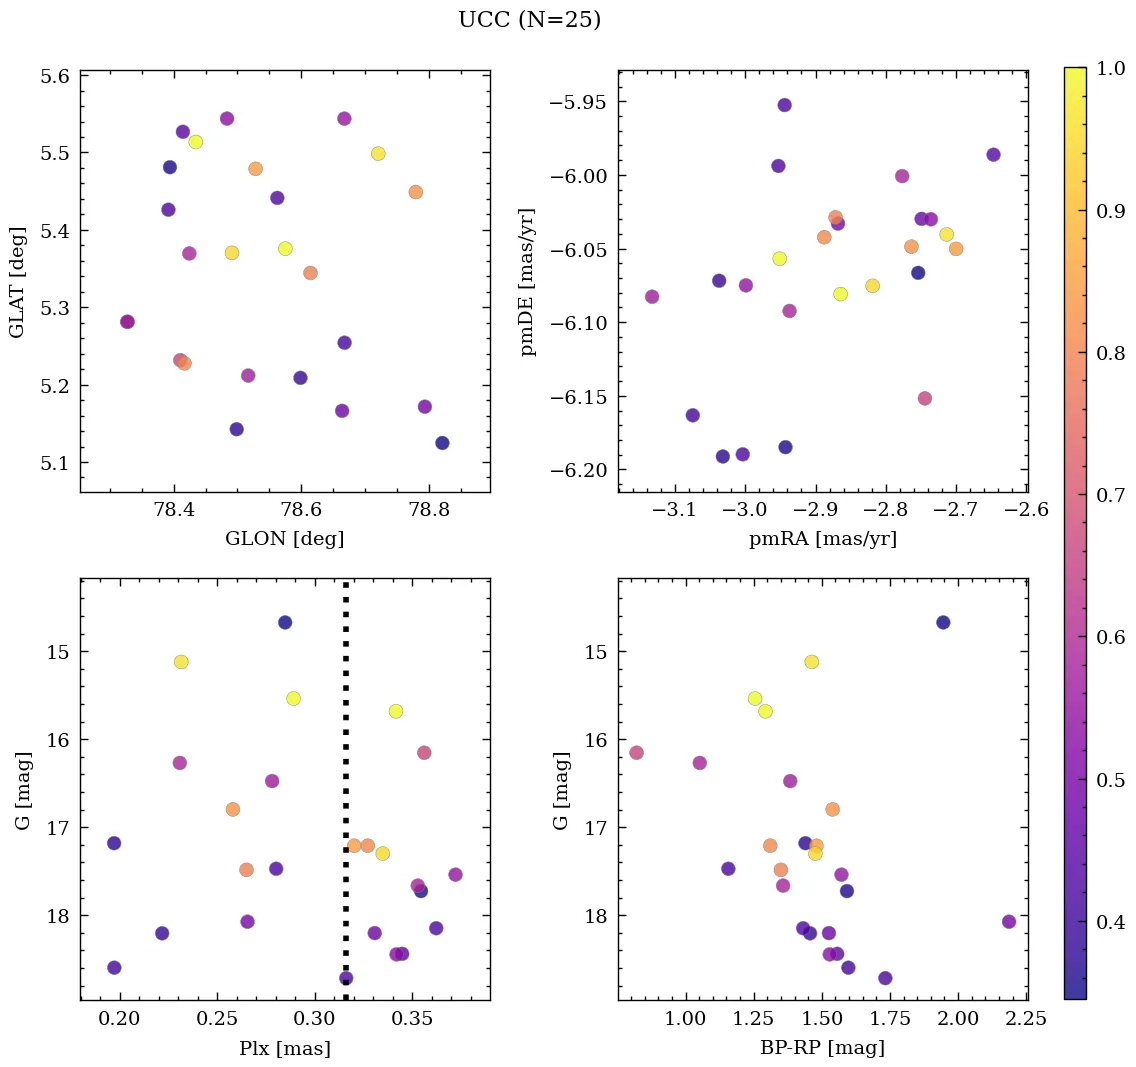 UCC (N=25)
5.6
5.5
5.4
5.3
5.2
5.1
GLAT [deg]
78.4 78.6 78.8
GLON [deg]
−5.95
−6.00
−6.05
−6.10
−6.15
−6.20
pmDE [mas/yr]
−3.1 −3.0 −2.9 −2.8 −2.7 −2.6
pmRA [mas/yr]
15
16
17
18
G [mag]
0.20 0.25 0.30 0.35
Plx [mas]
15
16
17
18
G [mag]
1.00 1.25 1.50 1.75 2.00 2.25
BP-RP [mag]
1.0
0.9
0.8
0.7
0.6
0.5
0.4